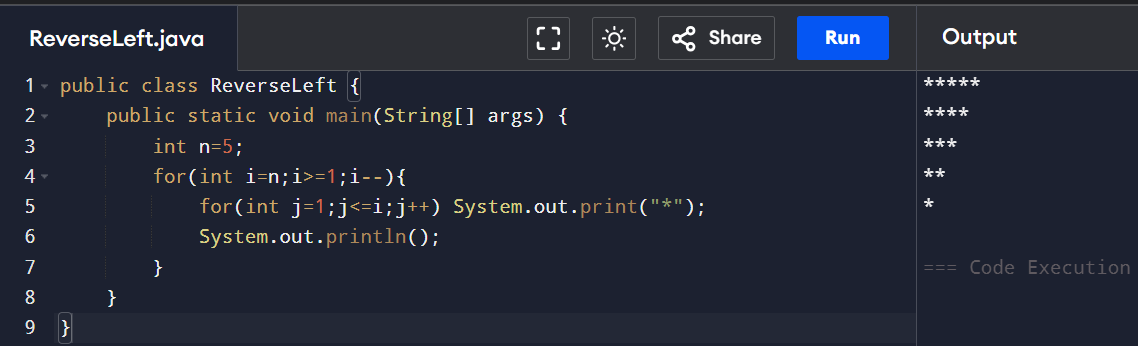 ReverseLeft.java Share Run Output
1 public class ReverseLeft {
2     public static void main(String[] args) {
3         int n=5;
4         for(int i=n;i>=1;i--){
5             for(int j=1;j<=i;j++) System.out.print("*");
6             System.out.println();
7         }
8     }
9 }
*****
****
***
**
*
=== Code Execution